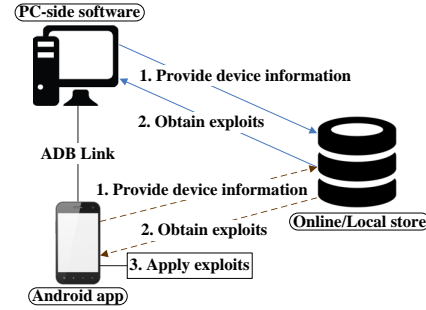 PC-side software
1. Provide device information
2. Obtain exploits
ADB Link
1. Provide device information
2. Obtain exploits
Online/Local store
3. Apply exploits
Android app